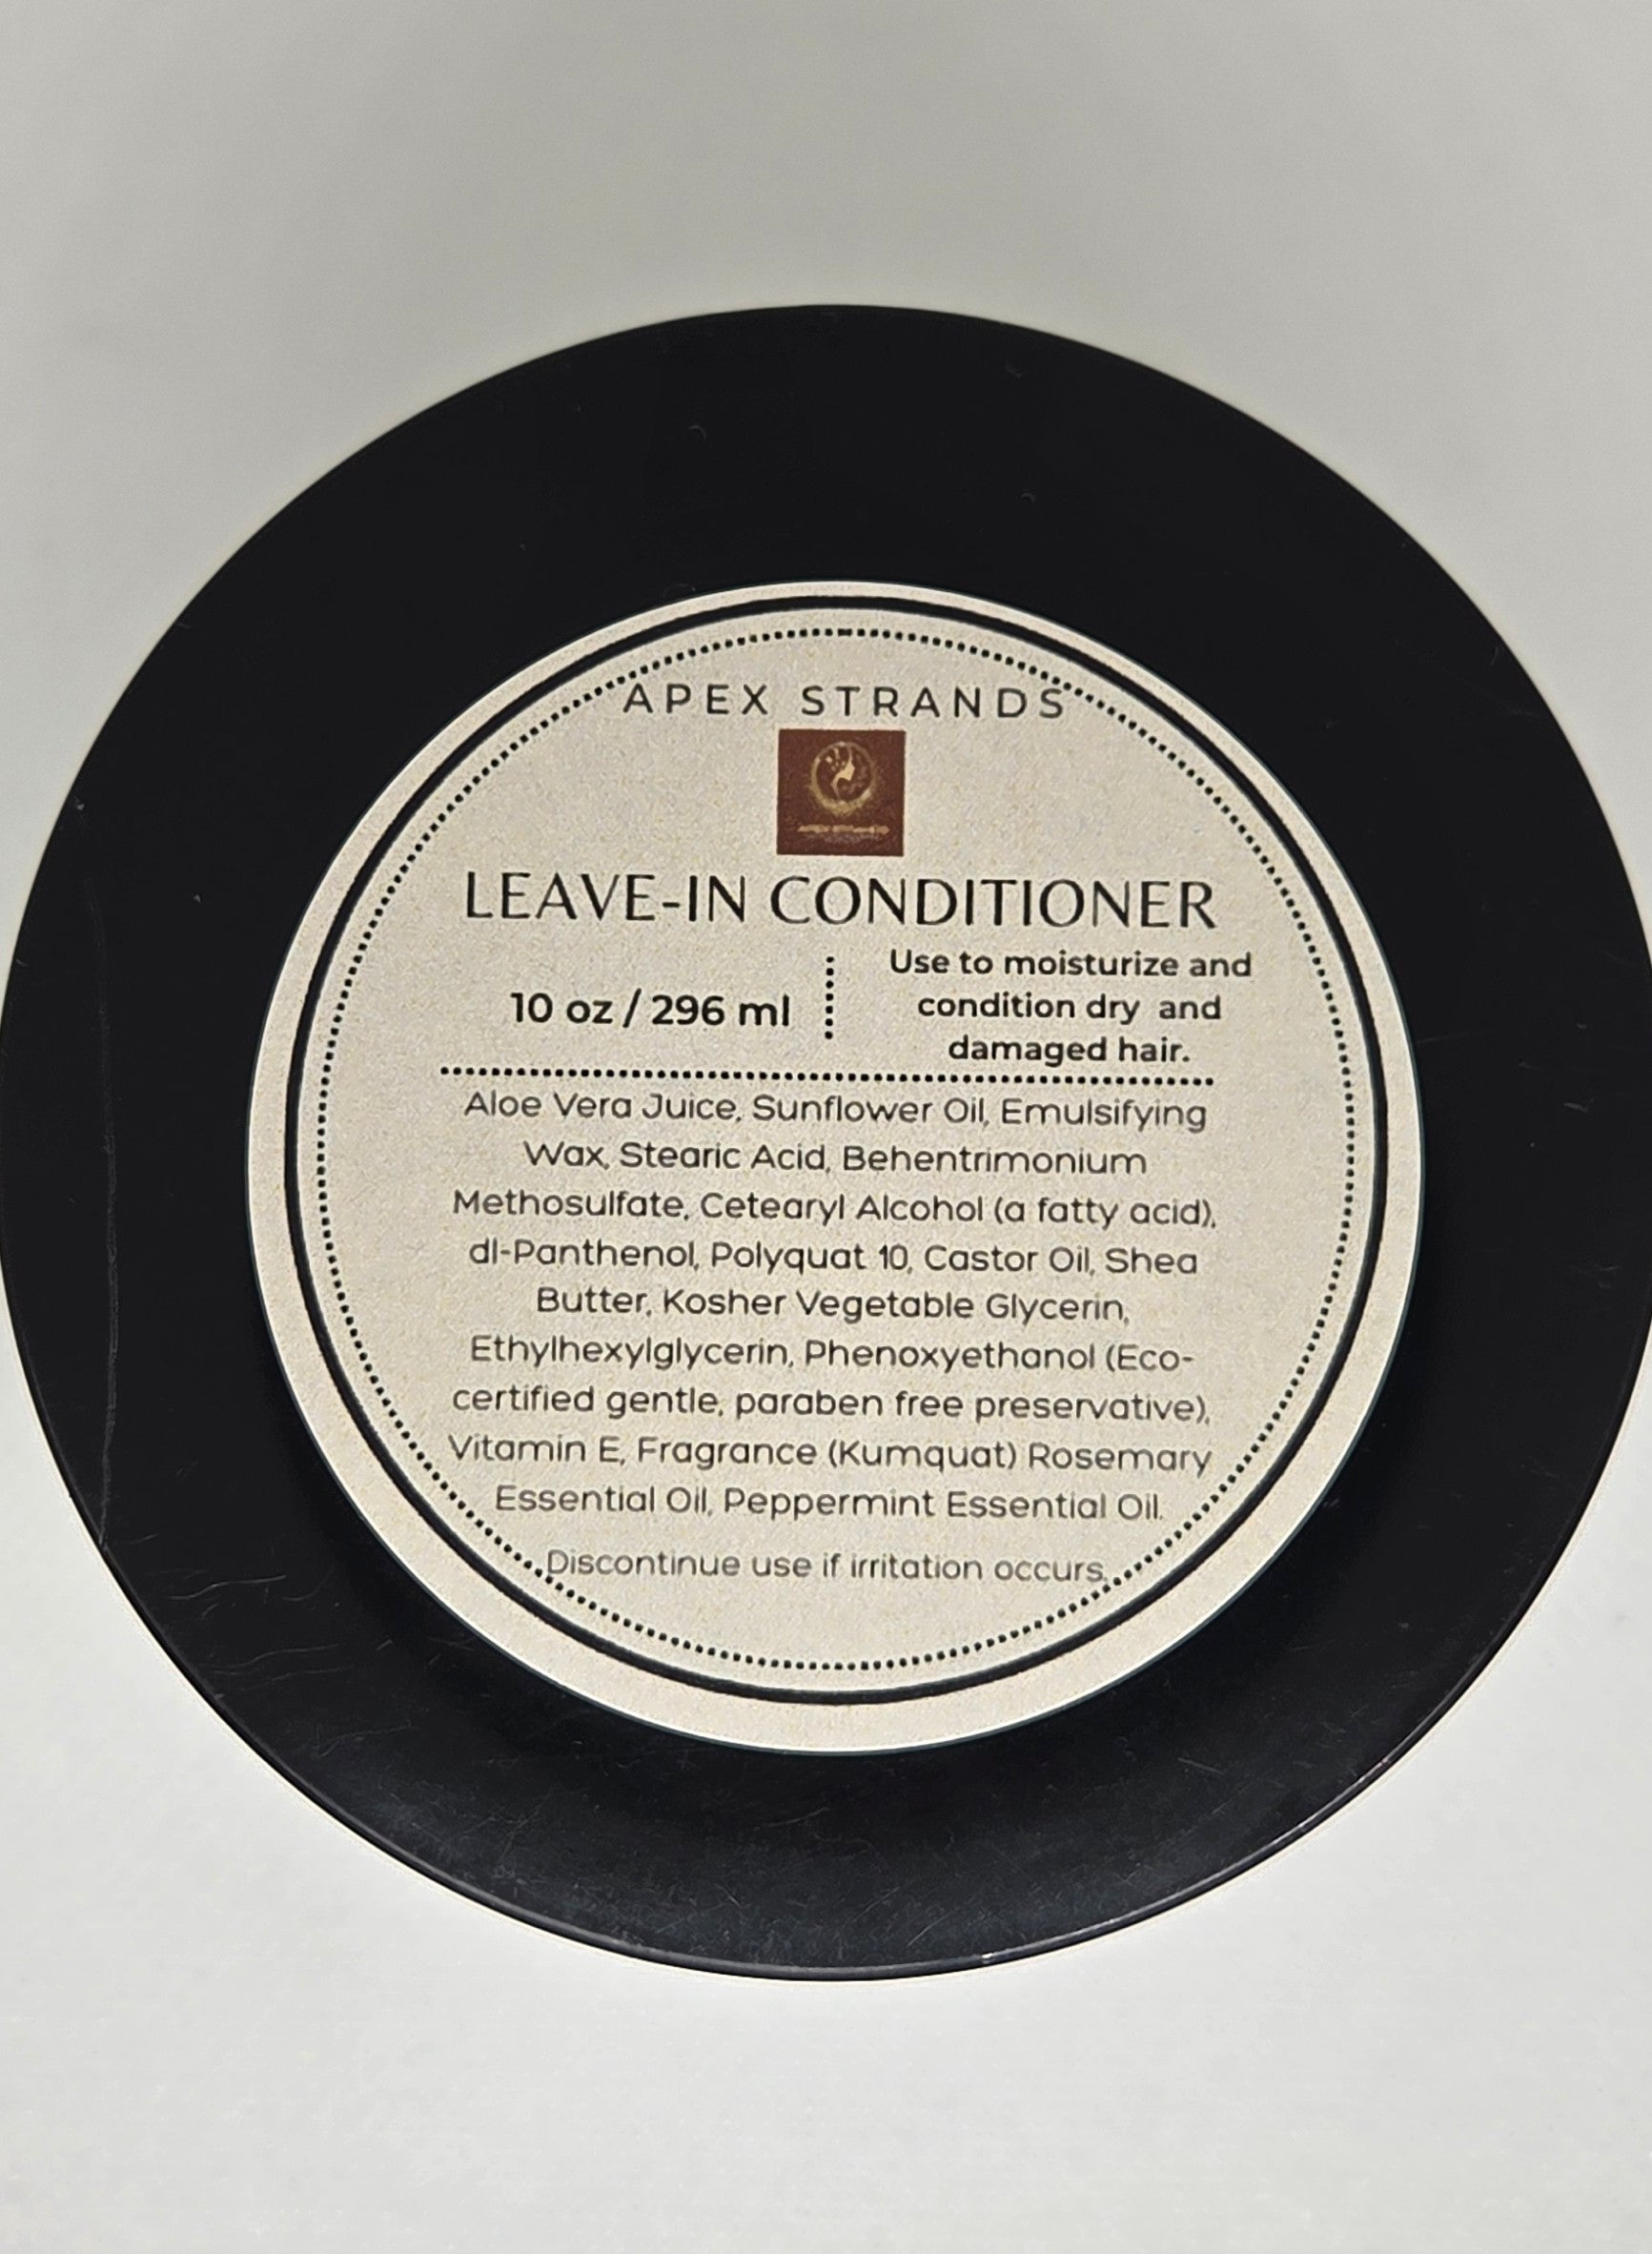 APEX STRANDS
LEAVE-IN CONDITIONER
10 oz / 296 ml
Use to moisturize and
condition dry and
damaged hair.
Aloe Vera Juice, Sunflower Oil, Emulsifying
Wax, Stearic Acid, Behentrimonium
Methosulfate, Cetearyl Alcohol (a fatty acid),
dl-Panthenol, Polyquat 10, Castor Oil, Shea
Butter, Kosher Vegetable Glycerin,
Ethylhexylglycerin, Phenoxyethanol (Eco-
certified gentle, paraben free preservative),
Vitamin E, Fragrance (Kumquat) Rosemary
Essential Oil, Peppermint Essential Oil.
Discontinue use if irritation occurs.